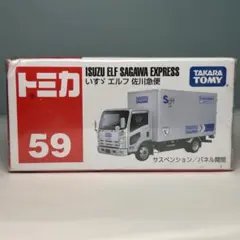 トミカ
ISUZU ELF SAGAWA EXPRESS
いすゞ エルフ 佐川急便
TAKARA TOMY
59
サスペンション/パネル開閉